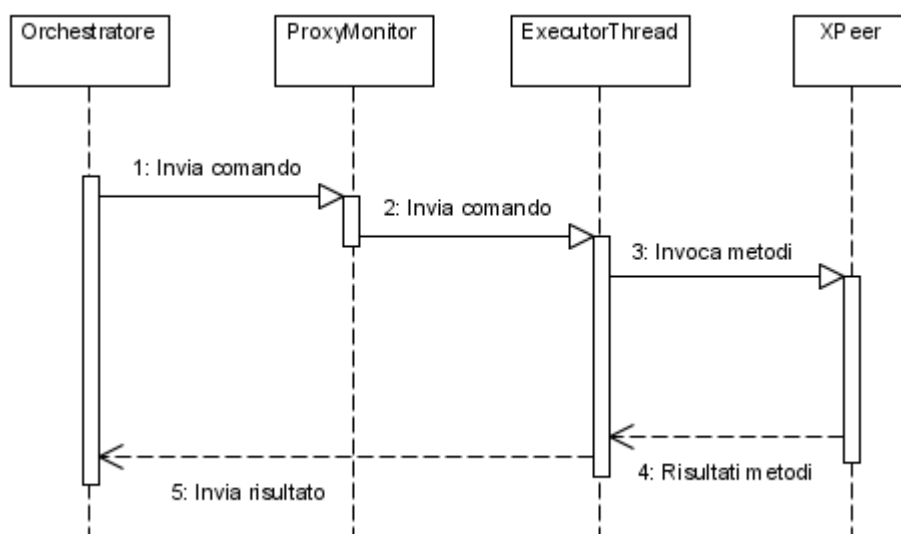 Orchestratore
ProxyMonitor
ExecutorThread
XPeer
1: Invia comando
2: Invia comando
3: Invoca metodi
4: Risultati metodi
5: Invia risultato